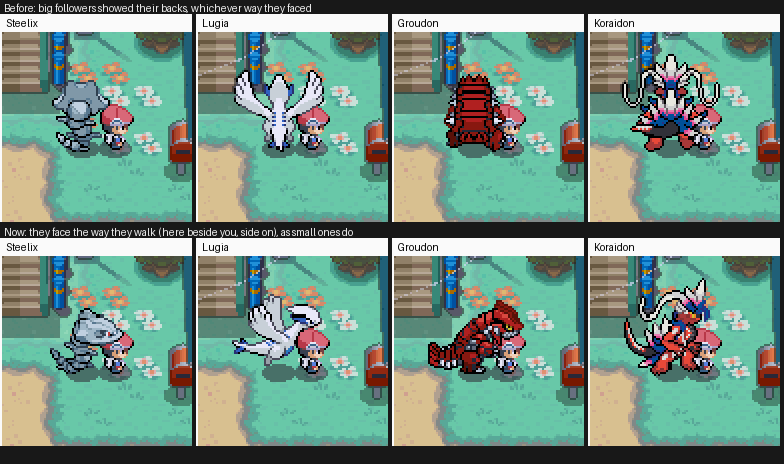 Before: big followers showed their backs, whichever way they faced
Steelix
Lugia
Groudon
Koraidon
Now: they face the way they walk (here beside you, side on), as small ones do
Steelix
Lugia
Groudon
Koraidon